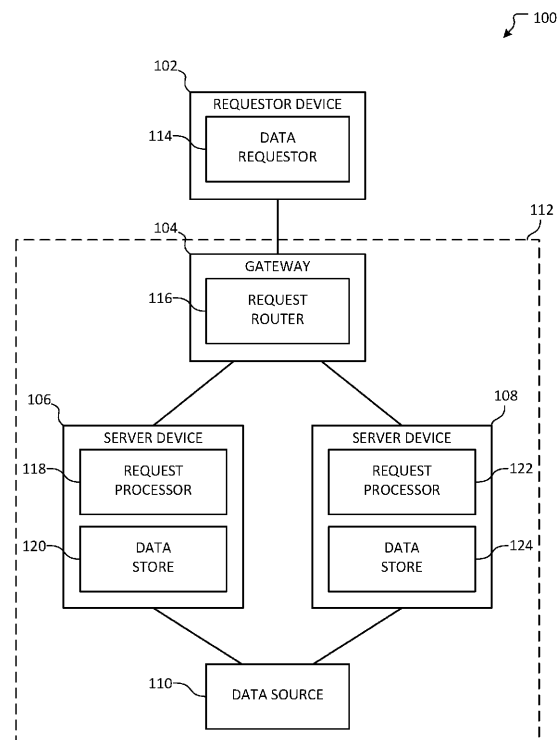 100
102
REQUESTOR DEVICE
114
DATA
REQUESTOR
112
104
GATEWAY
116
REQUEST
ROUTER
106
108
SERVER DEVICE
SERVER DEVICE
118
REQUEST
PROCESSOR
REQUEST
PROCESSOR
122
120
DATA
STORE
DATA
STORE
124
110
DATA SOURCE